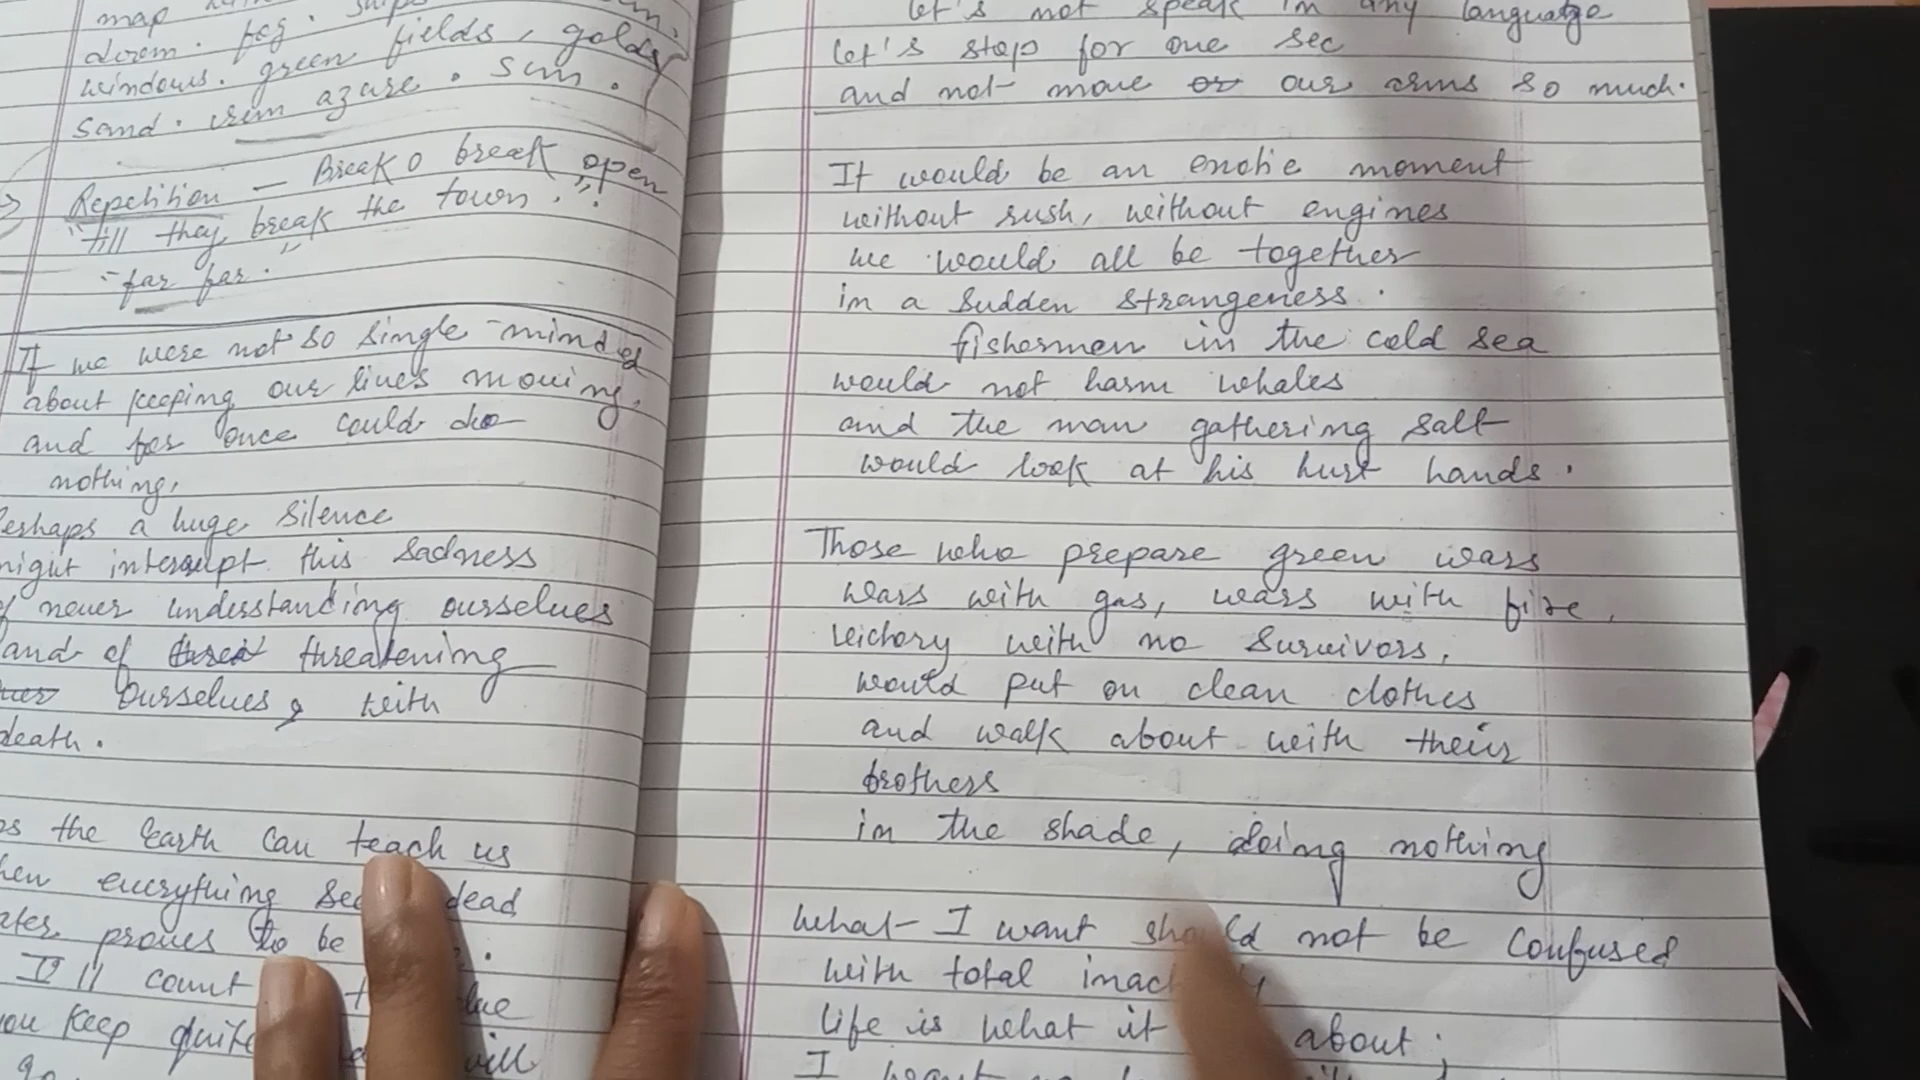 map
dorm. fog.
windows. green fields, goldy
sand. rim azure. sun.
Repetition — Break O break open
"till they break the town.".
"far far."
If we were not so single-minded
about keeping our lives moving,
and for once could do
nothing,
Perhaps a huge silence
might interrupt this sadness
of never understanding ourselves
and of threat threatening
ourselves, with
death.
the Earth can teach us
everything dead
proves to be
I'll count
you keep quite will
let's not speak in any languatge
let's stop for one sec
and not move or our arms so much.
It would be an enotic moment
without rush, without engines
we would all be together
in a sudden strangeness.
fishermen in the cold sea
would not harm whales
and the man gathering salt
would look at his hurt hands.
Those who prepare green wars
wars with gas, wars with fire,
victory with no survivors,
would put on clean clothes
and walk about with their
brothers
in the shade, doing nothing
what I want should not be confused
with total
life is what it about;
I